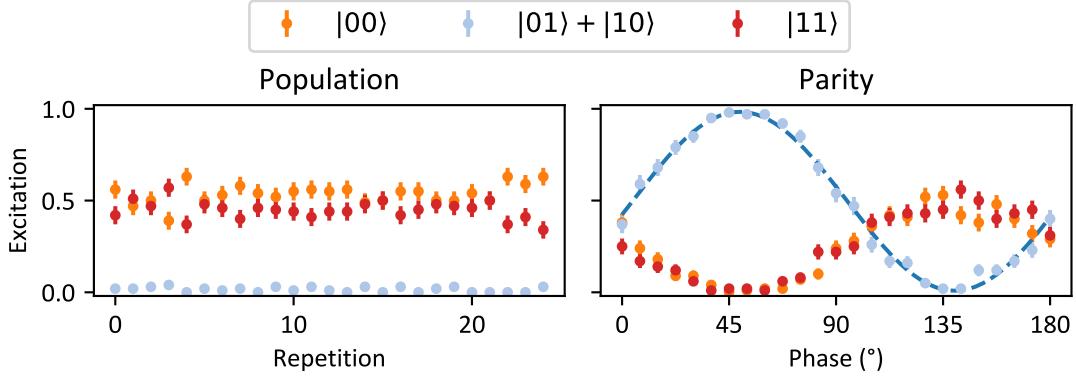 |00⟩ |01⟩ + |10⟩ |11⟩
Population
Parity
Excitation
1.0
0.5
0.0
0 10 20
Repetition
0 45 90 135 180
Phase (°)